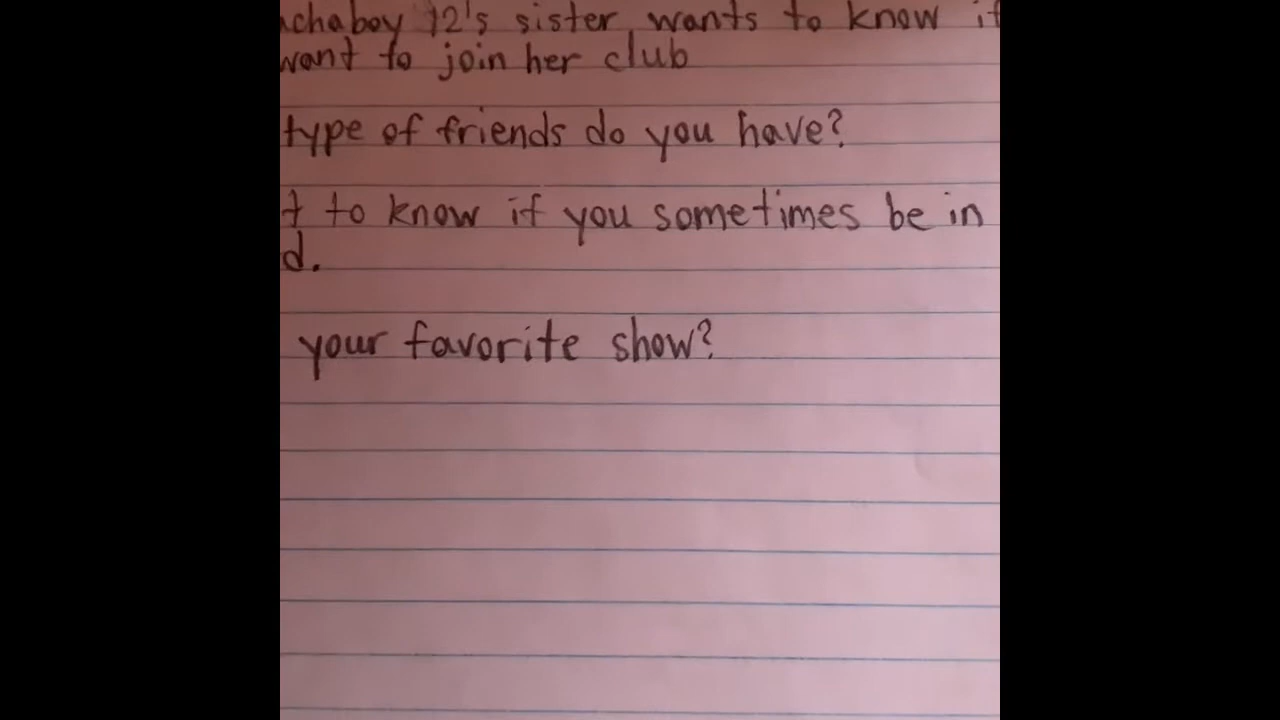 achaboy 12's sister wants to know if
want to join her club
type of friends do you have?
t to know if you sometimes be in
d.
your favorite show?